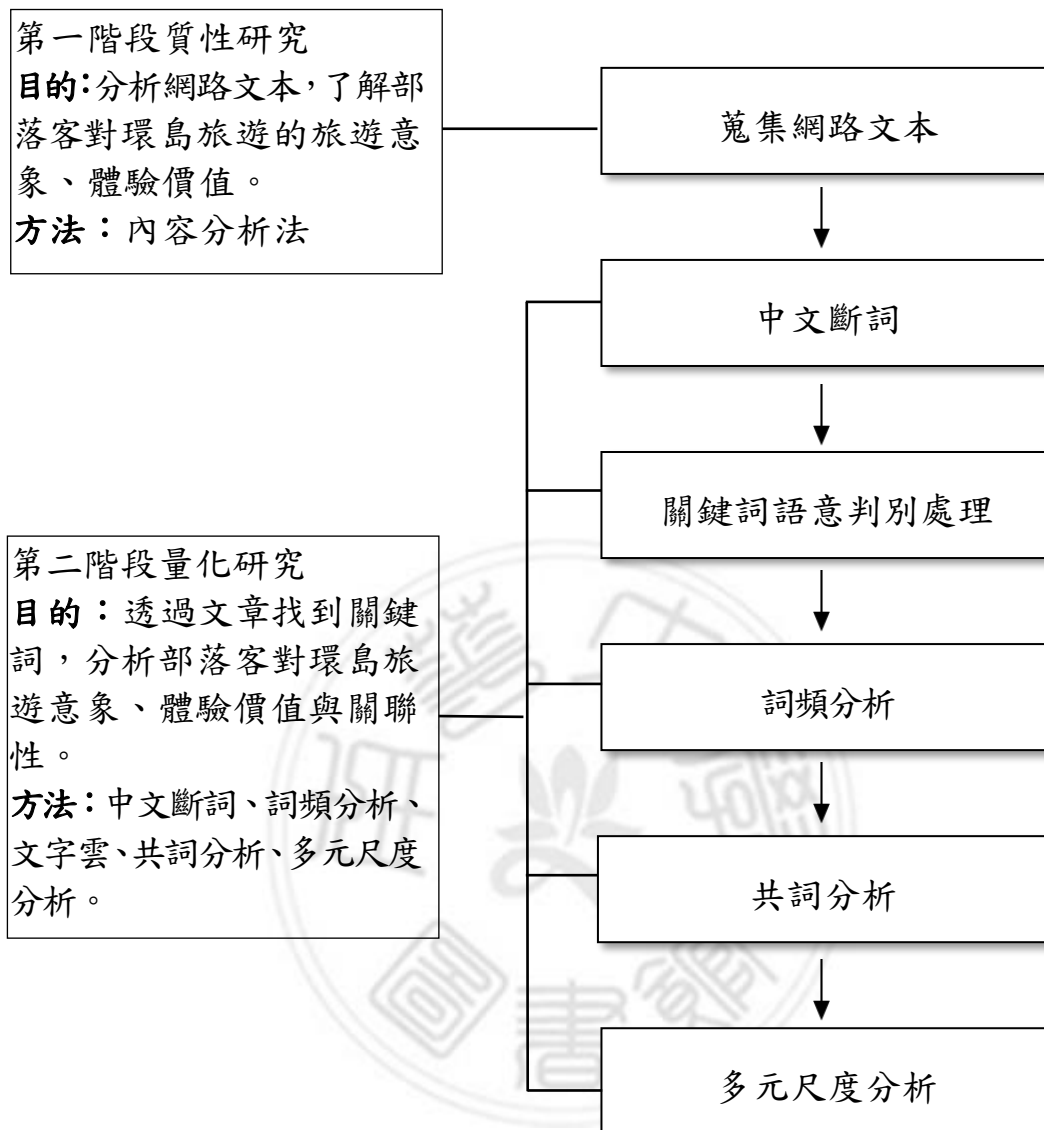 第一階段質性研究
目的：分析網路文本，了解部
落客對環島旅遊的旅遊意
象、體驗價值。
方法：內容分析法
蒐集網路文本
中文斷詞
關鍵詞語意判別處理
第二階段量化研究
目的：透過文章找到關鍵
詞，分析部落客對環島旅
遊意象、體驗價值與關聯
性。
方法：中文斷詞、詞頻分析、
文字雲、共詞分析、多元尺度
分析。
詞頻分析
共詞分析
多元尺度分析